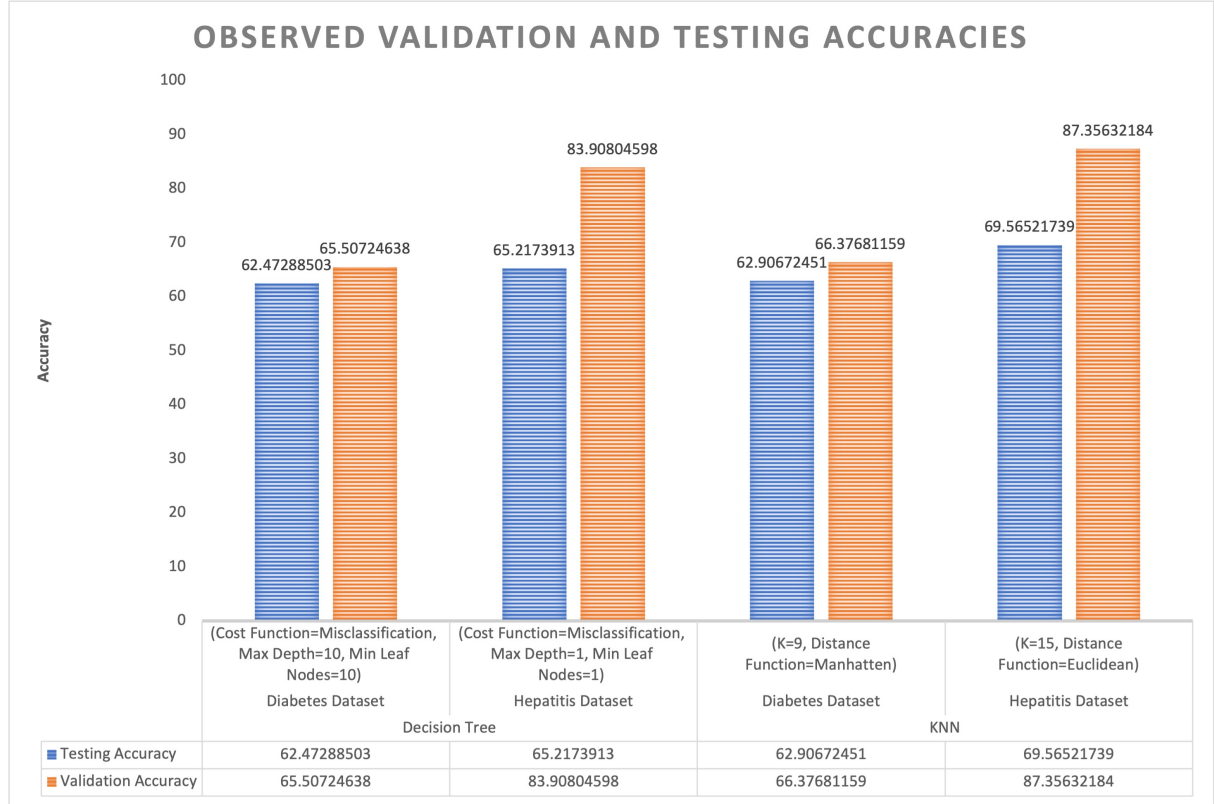 OBSERVED VALIDATION AND TESTING ACCURACIES
100
90
80
70
60
50
40
30
20
10
0
Accuracy
62.47288503
65.50724638
65.2173913
83.90804598
62.90672451
66.37681159
69.56521739
87.35632184
(Cost Function=Misclassification,
Max Depth=10, Min Leaf
Nodes=10)
(Cost Function=Misclassification,
Max Depth=1, Min Leaf
Nodes=1)
(K=9, Distance
Function=Manhatten)
(K=15, Distance
Function=Euclidean)
Diabetes Dataset
Hepatitis Dataset
Diabetes Dataset
Hepatitis Dataset
Decision Tree
KNN
Testing Accuracy 62.47288503 65.2173913 62.90672451 69.56521739
Validation Accuracy 65.50724638 83.90804598 66.37681159 87.35632184